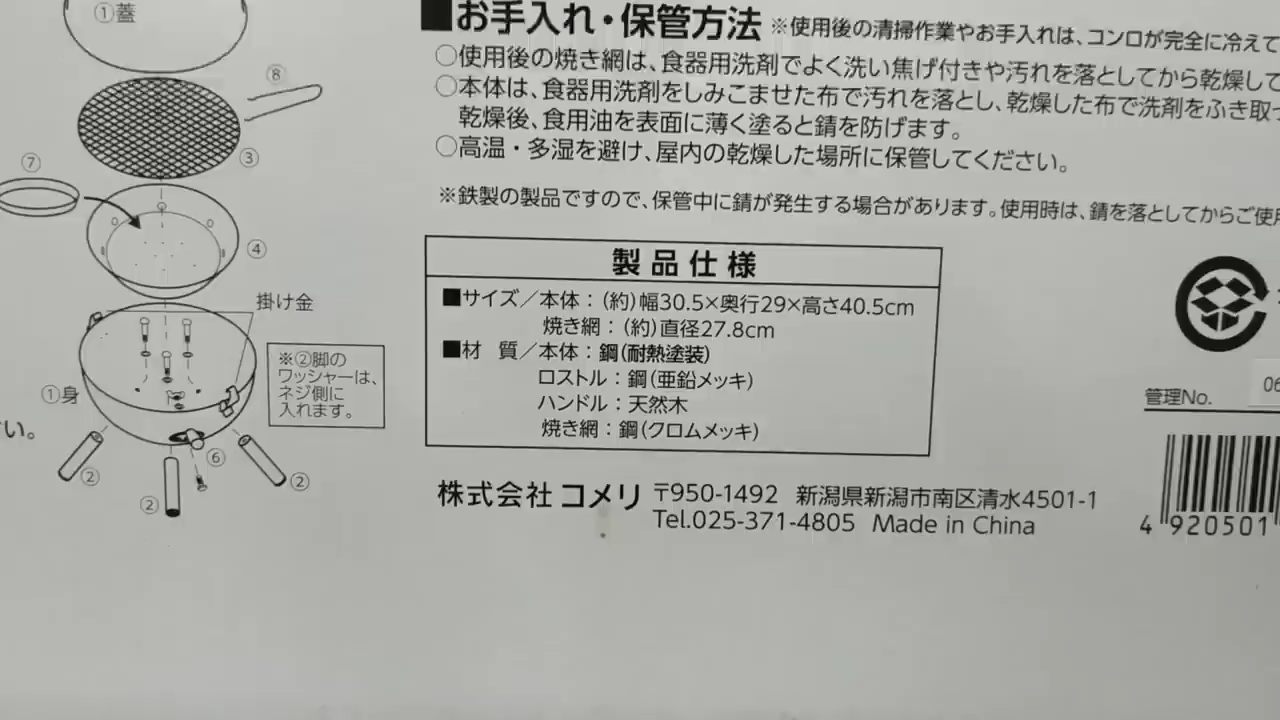 ①蓋
⑧
③
⑦
④
掛け金
①身
※②脚の
ワッシャーは、
ネジ側に
入れます。
い。
⑥
②
②
②
■お手入れ・保管方法 ※使用後の清掃作業やお手入れは、コンロが完全に冷えて
○使用後の焼き網は、食器用洗剤でよく洗い焦げ付きや汚れを落としてから乾燥して
○本体は、食器用洗剤をしみこませた布で汚れを落とし、乾燥した布で洗剤をふき取っ
乾燥後、食用油を表面に薄く塗ると錆を防げます。
○高温・多湿を避け、屋内の乾燥した場所に保管してください。
※鉄製の製品ですので、保管中に錆が発生する場合があります。使用時は、錆を落としてからご使用
製品仕様
■サイズ／本体：(約)幅30.5×奥行29×高さ40.5cm
焼き網：(約)直径27.8cm
■材 質／本体：鋼(耐熱塗装)
ロストル：鋼(亜鉛メッキ)
ハンドル：天然木
焼き網：鋼(クロムメッキ)
株式会社 コメリ 〒950-1492 新潟県新潟市南区清水4501-1
Tel.025-371-4805 Made in China
管理No. 06
4 920501